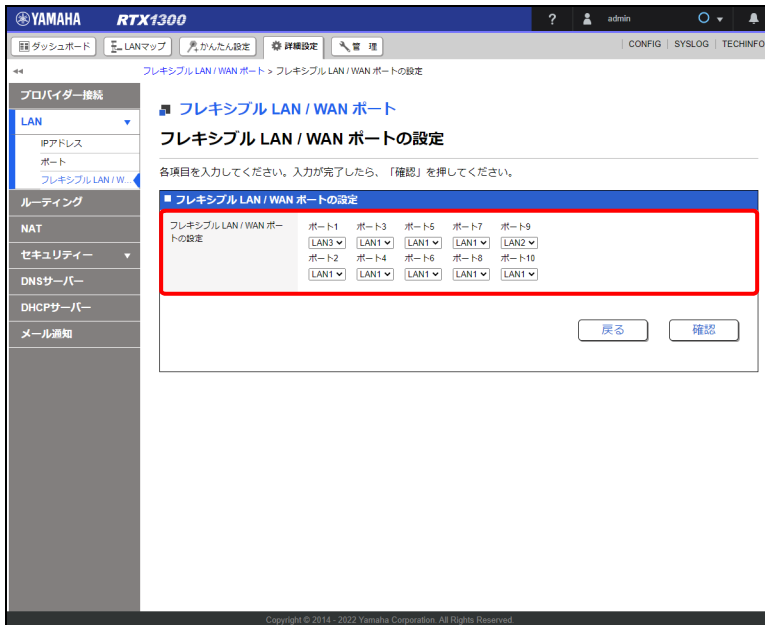 YAMAHA RTX1300 ? admin
ダッシュボード LANマップ かんたん設定 詳細設定 管 理 CONFIG | SYSLOG | TECHINFO
フレキシブル LAN / WAN ポート > フレキシブル LAN / WAN ポートの設定
プロバイダー接続
LAN
IPアドレス
ポート
フレキシブル LAN / W...
ルーティング
NAT
セキュリティー
DNSサーバー
DHCPサーバー
メール通知
フレキシブル LAN / WAN ポート
フレキシブル LAN / WAN ポートの設定
各項目を入力してください。入力が完了したら、「確認」を押してください。
フレキシブル LAN / WAN ポートの設定
フレキシブル LAN / WAN ポー
トの設定
ポート1 ポート3 ポート5 ポート7 ポート9
LAN3 LAN1 LAN1 LAN1 LAN2
ポート2 ポート4 ポート6 ポート8 ポート10
LAN1 LAN1 LAN1 LAN1 LAN1
戻る 確認
Copyright © 2014 - 2022 Yamaha Corporation. All Rights Reserved.